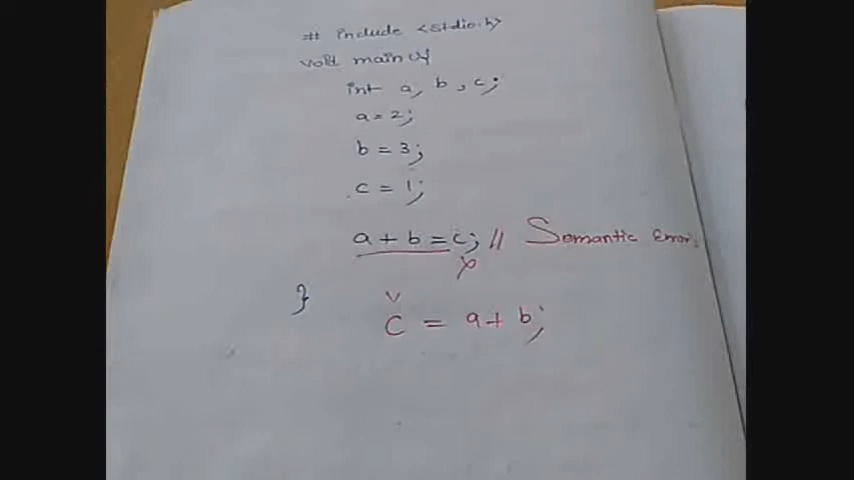 # include <stdio.h>
void main(){
int a, b, c;
a = 2;
b = 3;
c = 1;
a + b = c; // Semantic Error.
}
c = a + b;